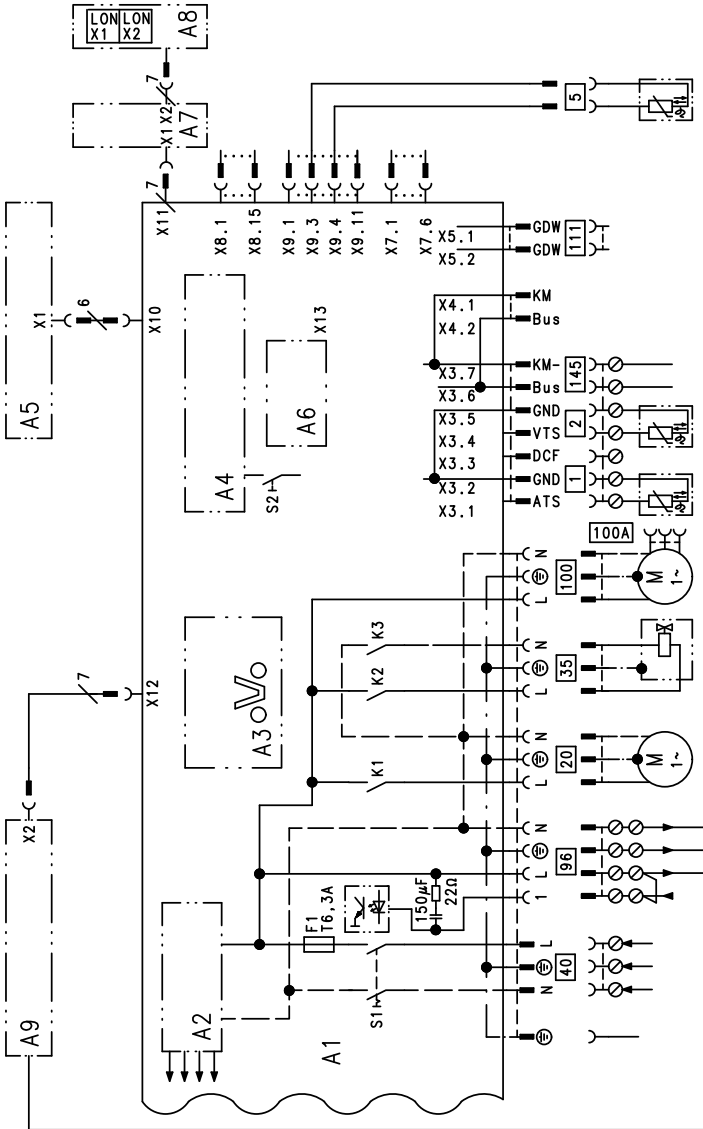 LON LON
X1 X2
A8
7
X1 X2
A7
7
X11
5
A5
X1
6
X10
X8.1
X8.15
X9.1
X9.3
X9.4
X9.11
X7.1
X7.6
X5.1
X5.2
GDW
GDW
111
A4
S2
A6
X13
X4.1
X4.2
KM
Bus
X3.7
X3.6
X3.5
X3.4
X3.3
X3.2
X3.1
KM-
Bus
GND
VTS
DCF
GND
ATS
145
2
1
100A
A9
X2
7
X12
A3
K3
K2
K1
N
L
100
M
1~
N
L
35
N
L
20
M
1~
N
L
1
96
A2
F1
T6,3A
150µF
22Ω
S1
A1
L
N
40